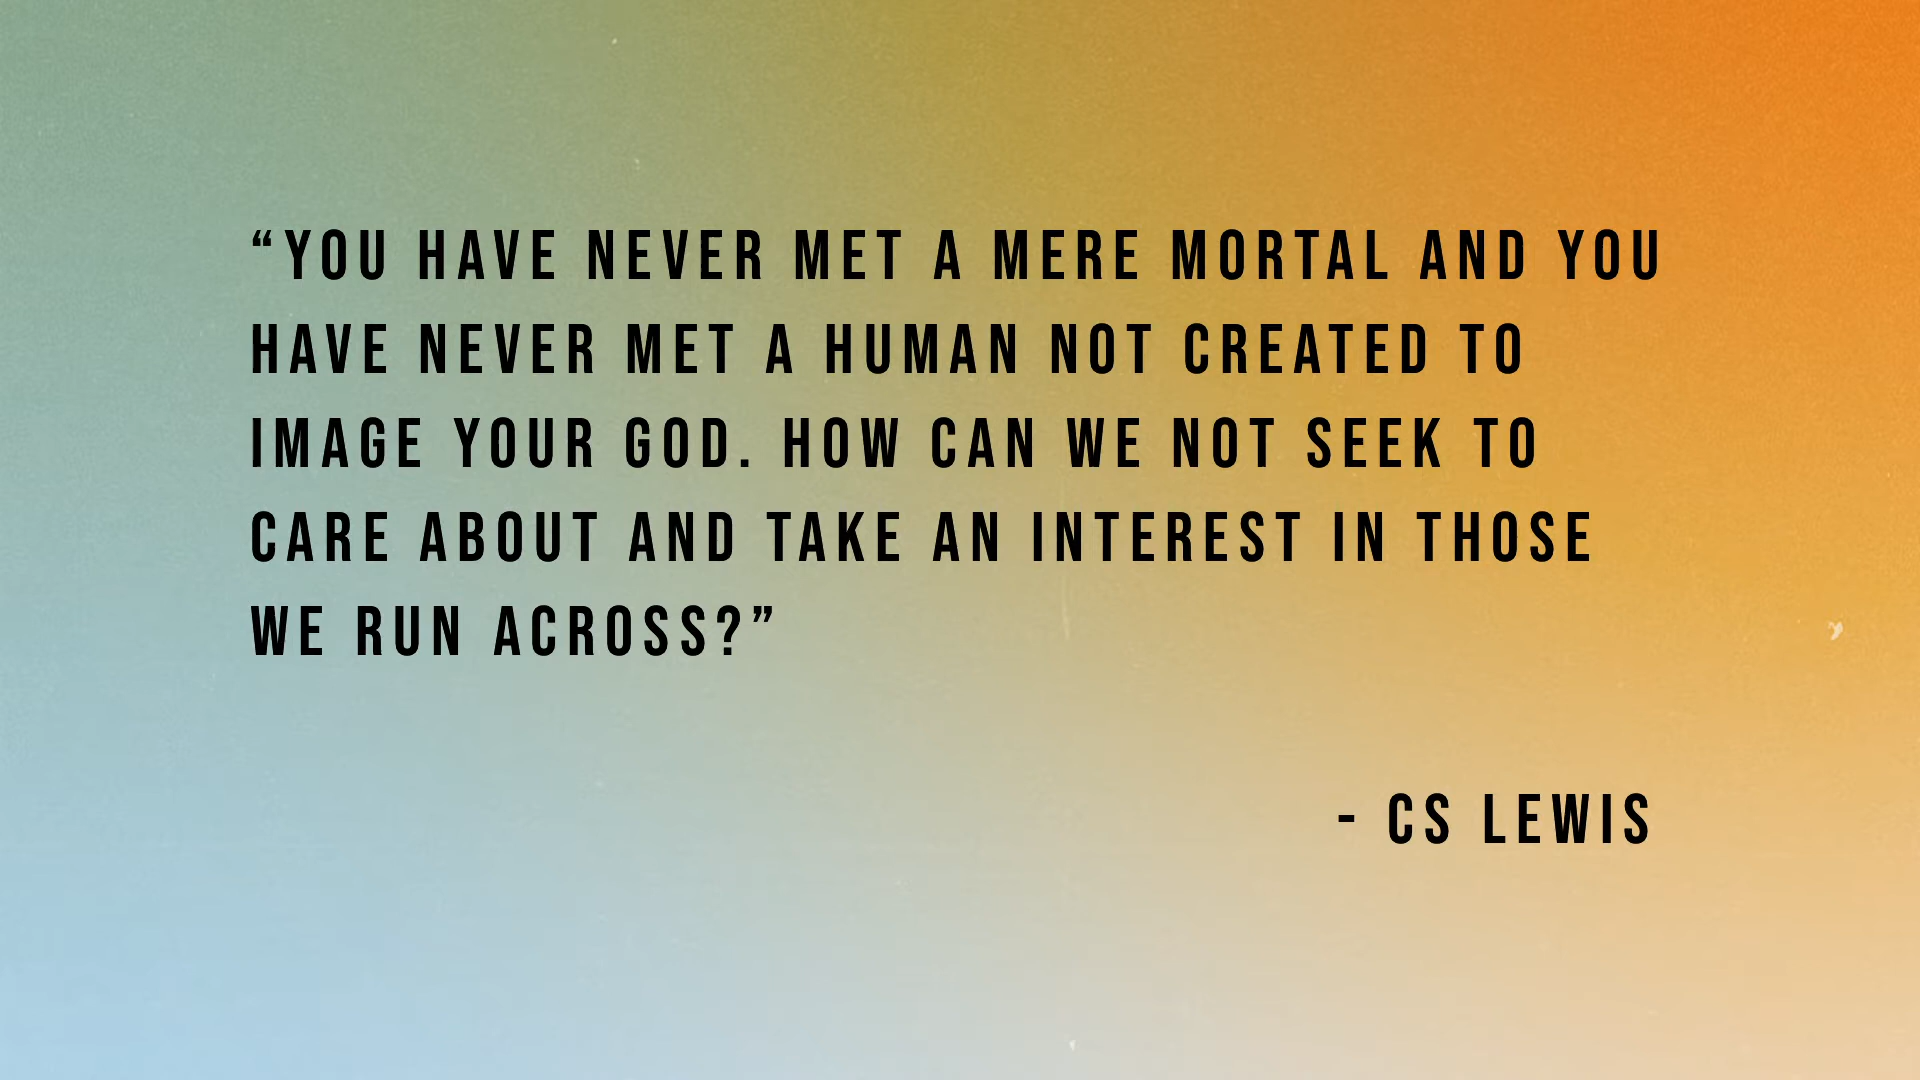 “YOU HAVE NEVER MET A MERE MORTAL AND YOU
HAVE NEVER MET A HUMAN NOT CREATED TO
IMAGE YOUR GOD. HOW CAN WE NOT SEEK TO
CARE ABOUT AND TAKE AN INTEREST IN THOSE
WE RUN ACROSS?”
- CS LEWIS